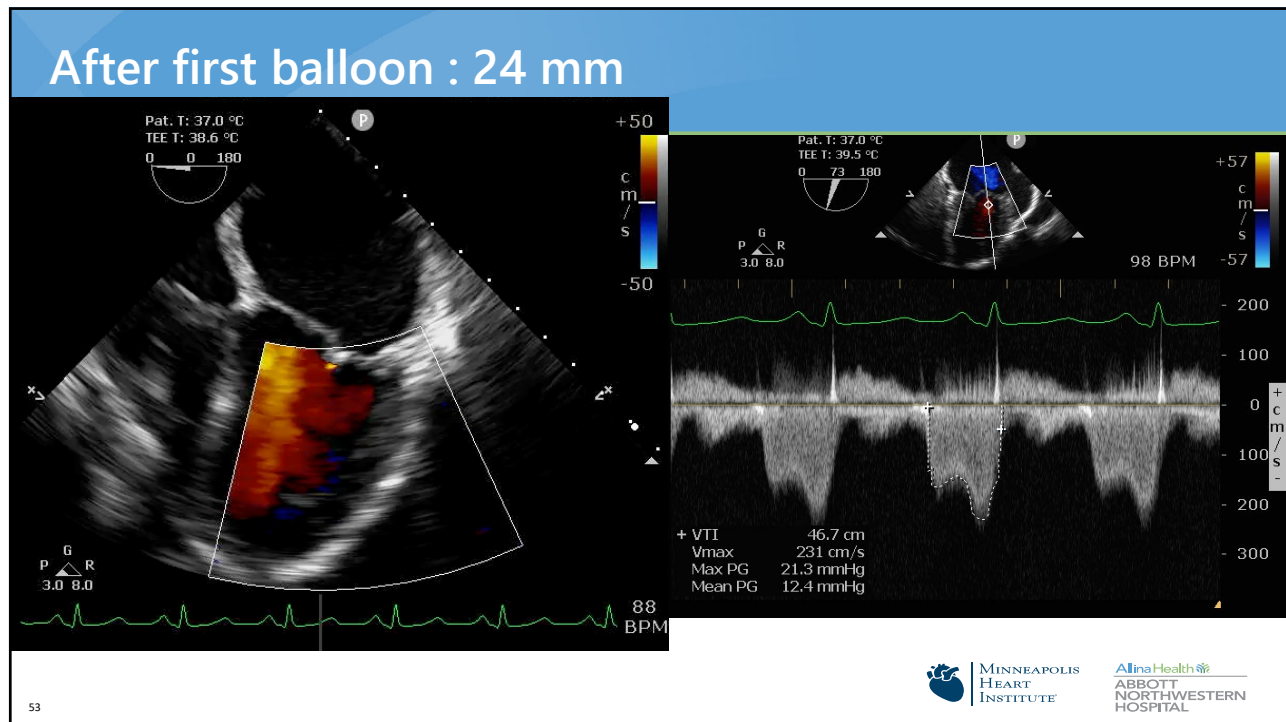 After first balloon : 24 mm
Pat. T: 37.0 °C
TEE T: 38.6 °C
0 0 180
P
+50
c
m
/
s
-50
G
P R
3.0 8.0
88
BPM
Pat. T: 37.0 °C
TEE T: 39.5 °C
0 73 180
P
+57
c
m
/
s
-57
G
P R
3.0 8.0
98 BPM
200
100
0
100
200
300
+
c
m
/
s
-
+ VTI 46.7 cm
Vmax 231 cm/s
Max PG 21.3 mmHg
Mean PG 12.4 mmHg
53
MINNEAPOLIS
HEART
INSTITUTE
Allina Health
ABBOTT
NORTHWESTERN
HOSPITAL